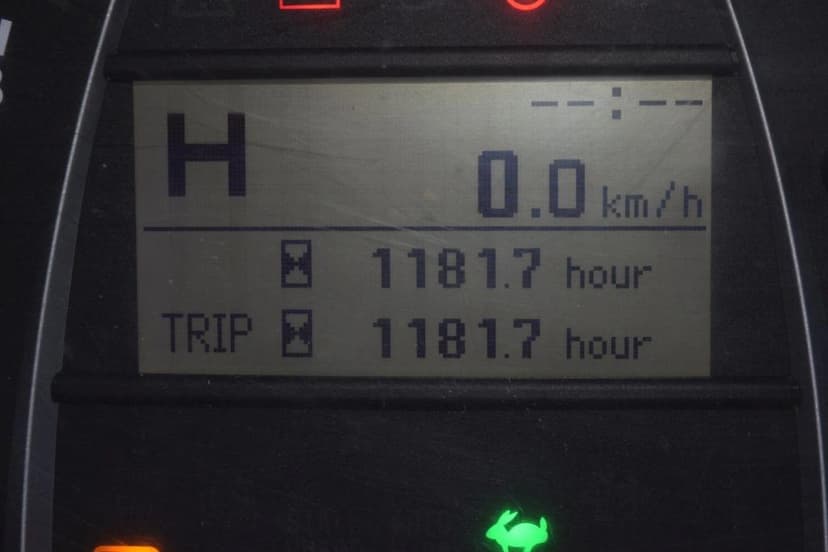 --:--
H 0.0 km/h
1181.7 hour
TRIP 1181.7 hour